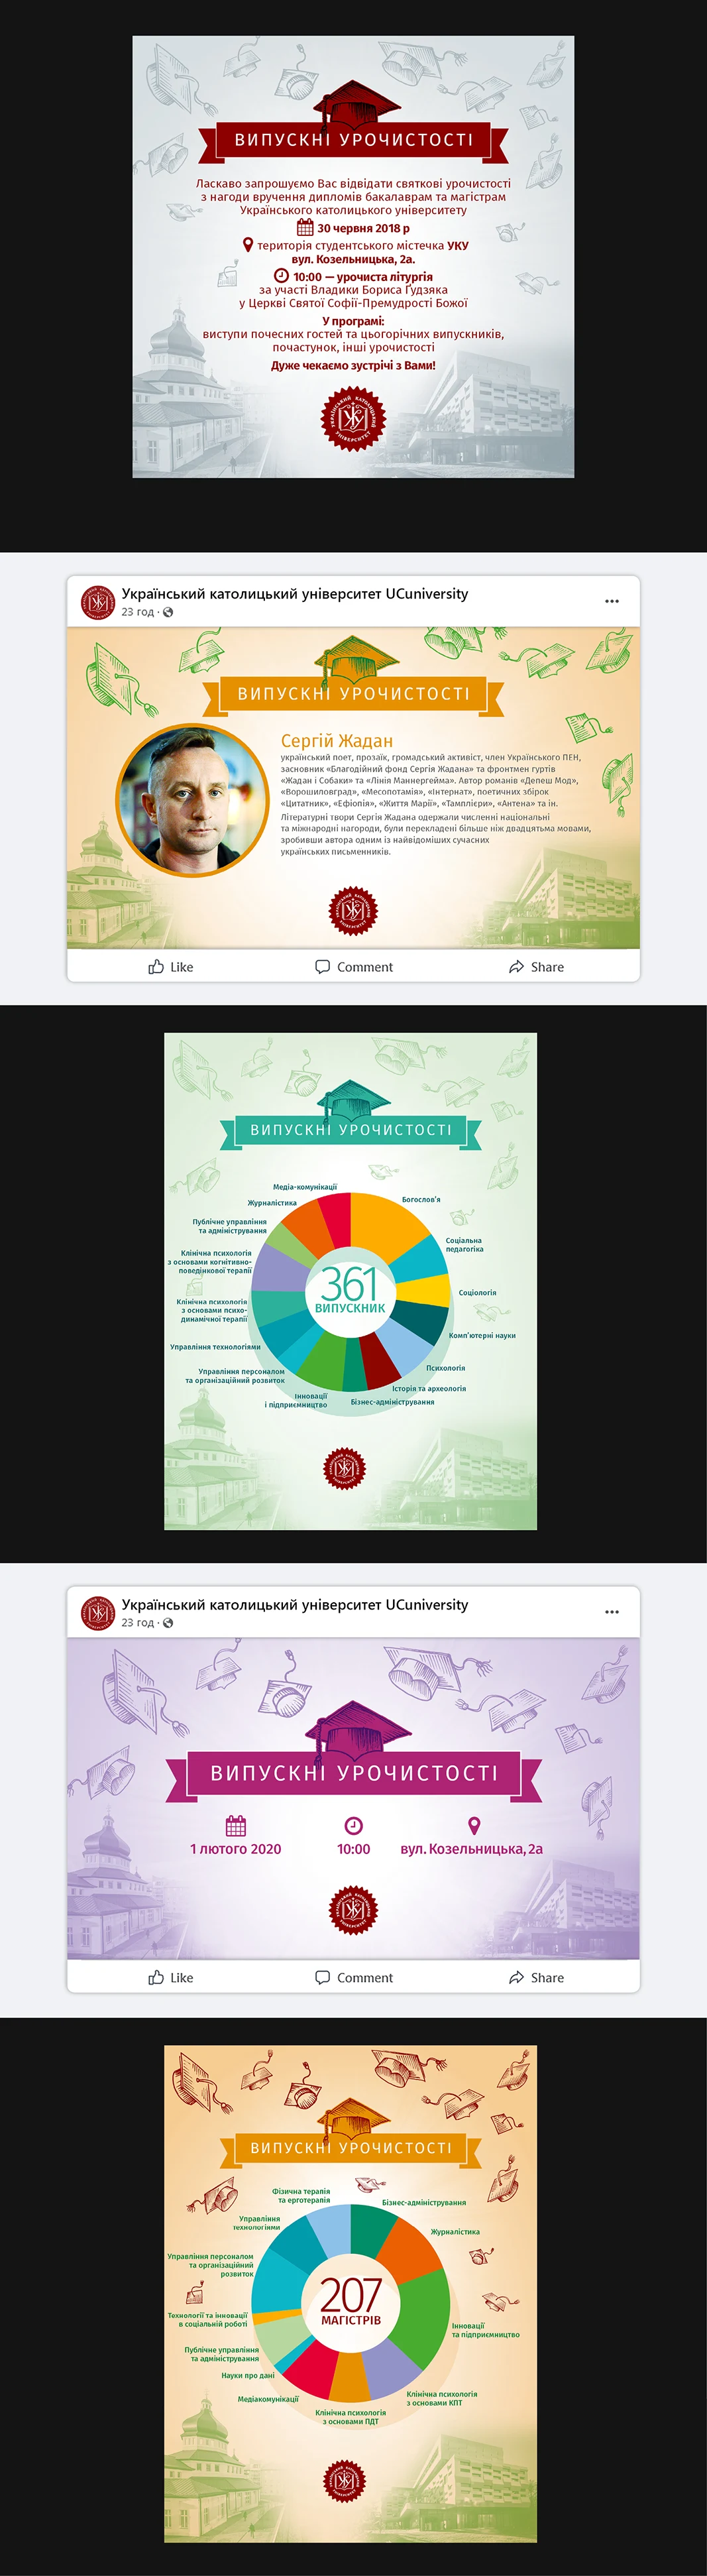 ВИПУСКНІ УРОЧИСТОСТІ
Ласкаво запрошуємо Вас відвідати святкові урочистості
з нагоди вручення дипломів бакалаврам та магістрам
Українського католицького університету
30 червня 2018 р
територія студентського містечка УКУ
вул. Козельницька, 2а.
10:00 — урочиста літургія
за участі Владики Бориса Ґудзяка
у Церкві Святої Софії-Премудрості Божої
У програмі:
виступи почесних гостей та цьогорічних випускників,
почастунок, інші урочистості
Дуже чекаємо зустрічі з Вами!
УКРАЇНСЬКИЙ КАТОЛИЦЬКИЙ УНІВЕРСИТЕТ
Український католицький університет UCuniversity
23 год ·
ВИПУСКНІ УРОЧИСТОСТІ
Сергій Жадан
український поет, прозаїк, громадський активіст, член Українського ПЕН,
засновник «Благодійний фонд Сергія Жадана» та фронтмен гуртів
«Жадан і Собаки» та «Лінія Маннергейма». Автор романів «Депеш Мод»,
«Ворошиловград», «Месопотамія», «Інтернат», поетичних збірок
«Цитатник», «Ефіопія», «Життя Марії», «Тамплієри», «Антена» та ін.
Літературні твори Сергія Жадана одержали численні національні
та міжнародні нагороди, були перекладені більше ніж двадцятьма мовами,
зробивши автора одним із найвідоміших сучасних
українських письменників.
Like
Comment
Share
ВИПУСКНІ УРОЧИСТОСТІ
Медіа-комунікації
Богослов'я
Журналістика
Публічне управління
та адміністрування
Соціальна
педагогіка
Клінічна психологія
з основами когнітивно-
поведінкової терапії
361
ВИПУСКНИК
Соціологія
Клінічна психологія
з основами психо-
динамічної терапії
Комп'ютерні науки
Управління технологіями
Психологія
Управління персоналом
та організаційний розвиток
Історія та археологія
Інновації
і підприємництво
Бізнес-адміністрування
Український католицький університет UCuniversity
23 год ·
ВИПУСКНІ УРОЧИСТОСТІ
1 лютого 2020
10:00
вул. Козельницька, 2а
Like
Comment
Share
ВИПУСКНІ УРОЧИСТОСТІ
Фізична терапія
та ерготерапія
Бізнес-адміністрування
Управління
технологіями
Журналістика
Управління персоналом
та організаційний
розвиток
207
МАГІСТРІВ
Технології та інновації
в соціальній роботі
Інновації
та підприємництво
Публічне управління
та адміністрування
Науки про дані
Медіакомунікації
Клінічна психологія
з основами КПТ
Клінічна психологія
з основами ПДТ